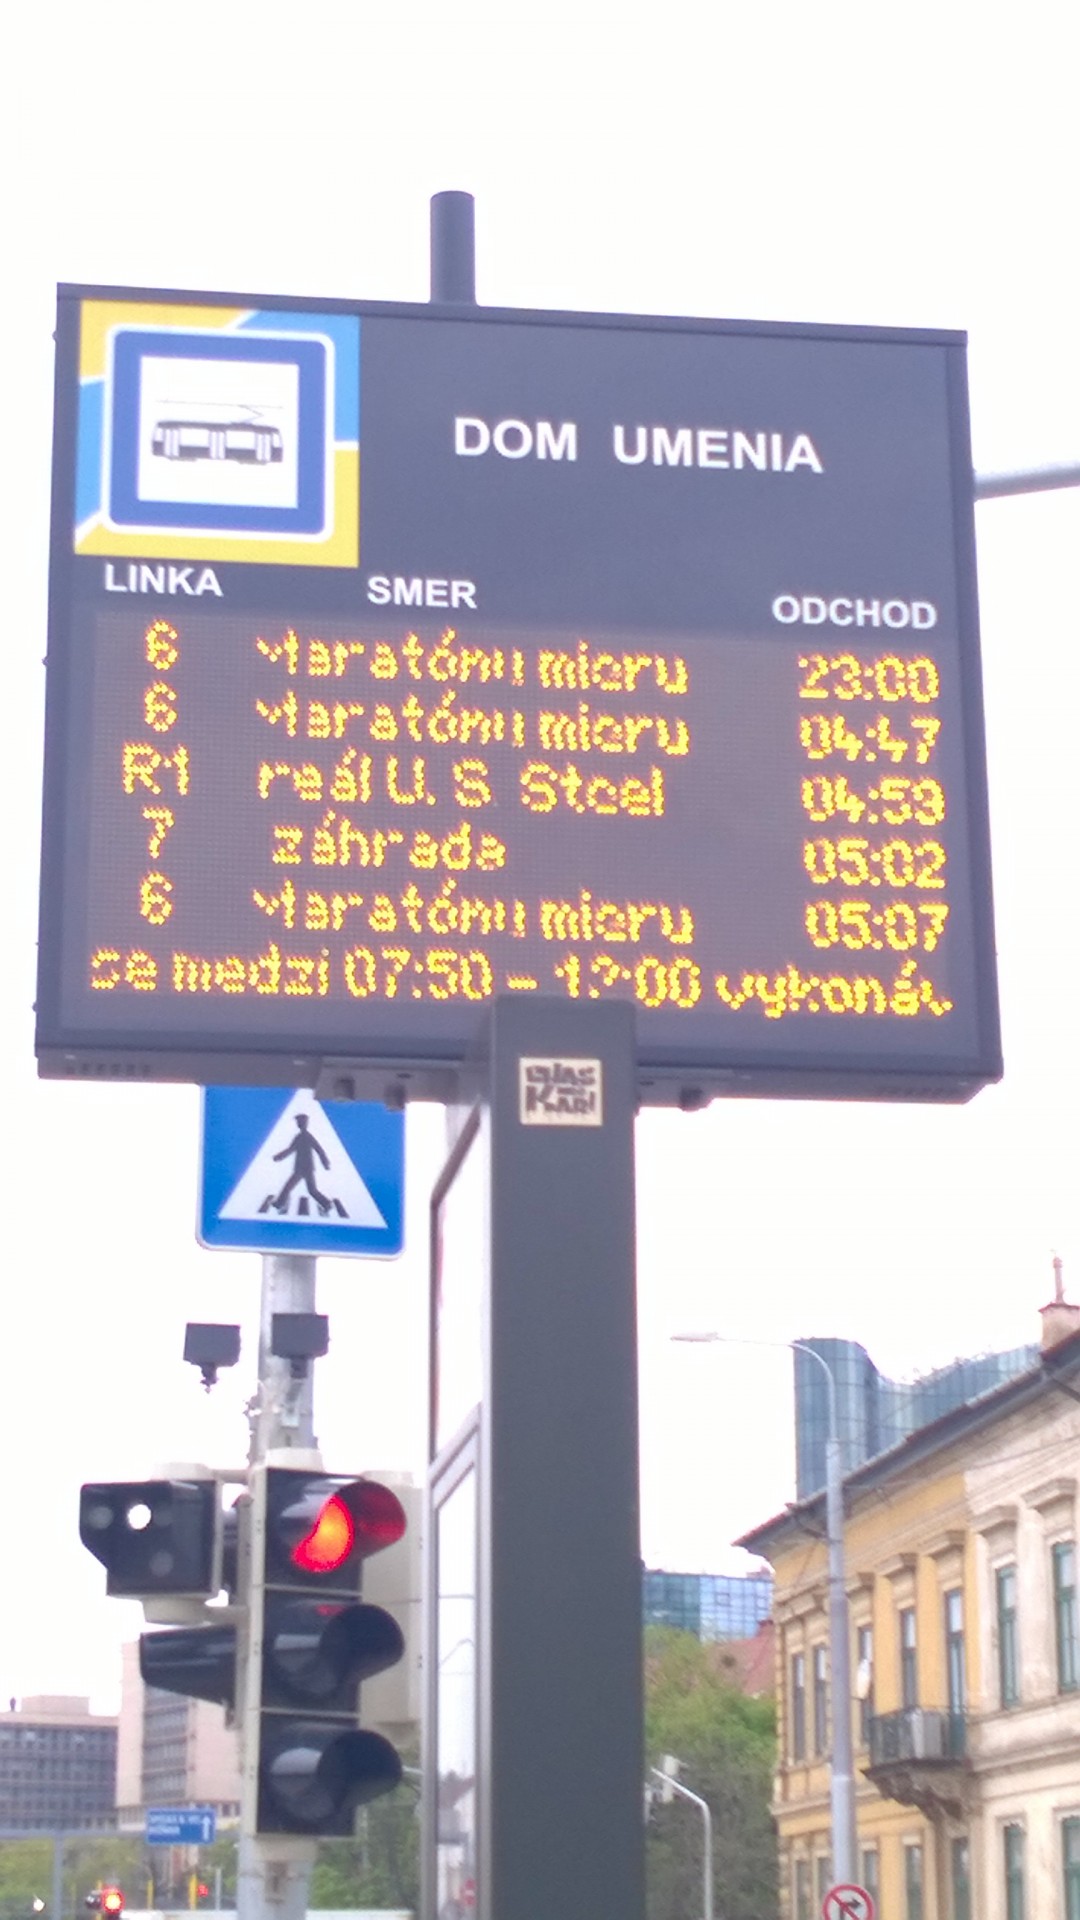 DOM UMENIA
LINKA SMER ODCHOD
6 Maratónu mieru 23:00
6 Maratónu mieru 04:47
R1 reál U. S. Steel 04:53
7 záhrada 05:02
6 Maratónu mieru 05:07
se medzi 07:50 - 12:00 vykonáv